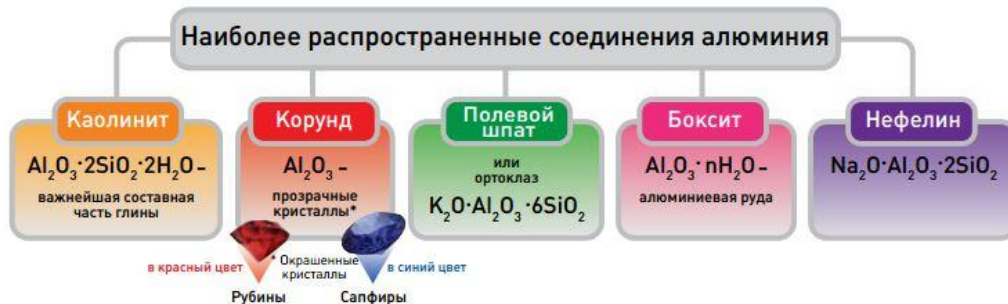 Наиболее распространенные соединения алюминия
Каолинит
Al₂O₃·2SiO₂·2H₂O –
важнейшая составная
часть глины
Корунд
Al₂O₃ –
прозрачные
кристаллы*
Полевой
шпат
или
ортоклаз
K₂O·Al₂O₃·6SiO₂
Боксит
Al₂O₃·nH₂O –
алюминиевая руда
Нефелин
Na₂O·Al₂O₃·2SiO₂
* Окрашенные
кристаллы
в красный цвет
в синий цвет
Рубины
Сапфиры